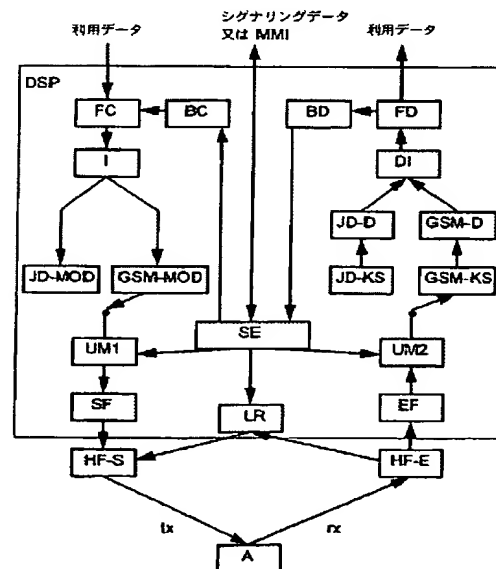 利用データ
シグナリングデータ
又は MMI
利用データ
DSP
FC
BC
BD
FD
I
DI
JD-D
GSM-D
JD-MOD
GSM-MOD
JD-KS
GSM-KS
SE
UM1
UM2
SF
LR
EF
HF-S
HF-E
tx
rx
A